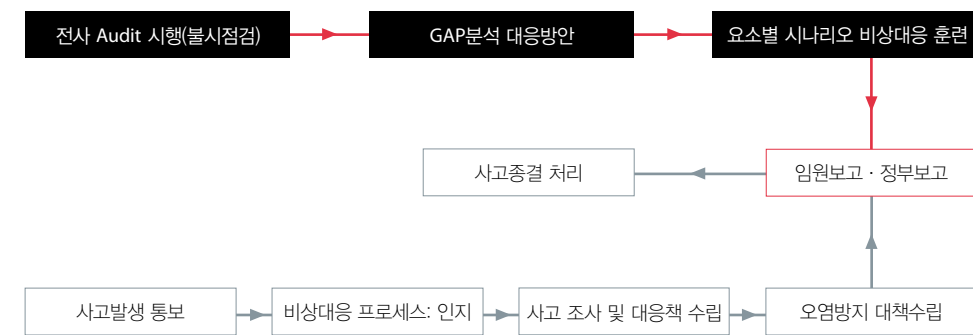 전사 Audit 시행(불시점검)
GAP분석 대응방안
요소별 시나리오 비상대응 훈련
사고종결 처리
임원보고 · 정부보고
사고발생 통보
비상대응 프로세스: 인지
사고 조사 및 대응책 수립
오염방지 대책수립